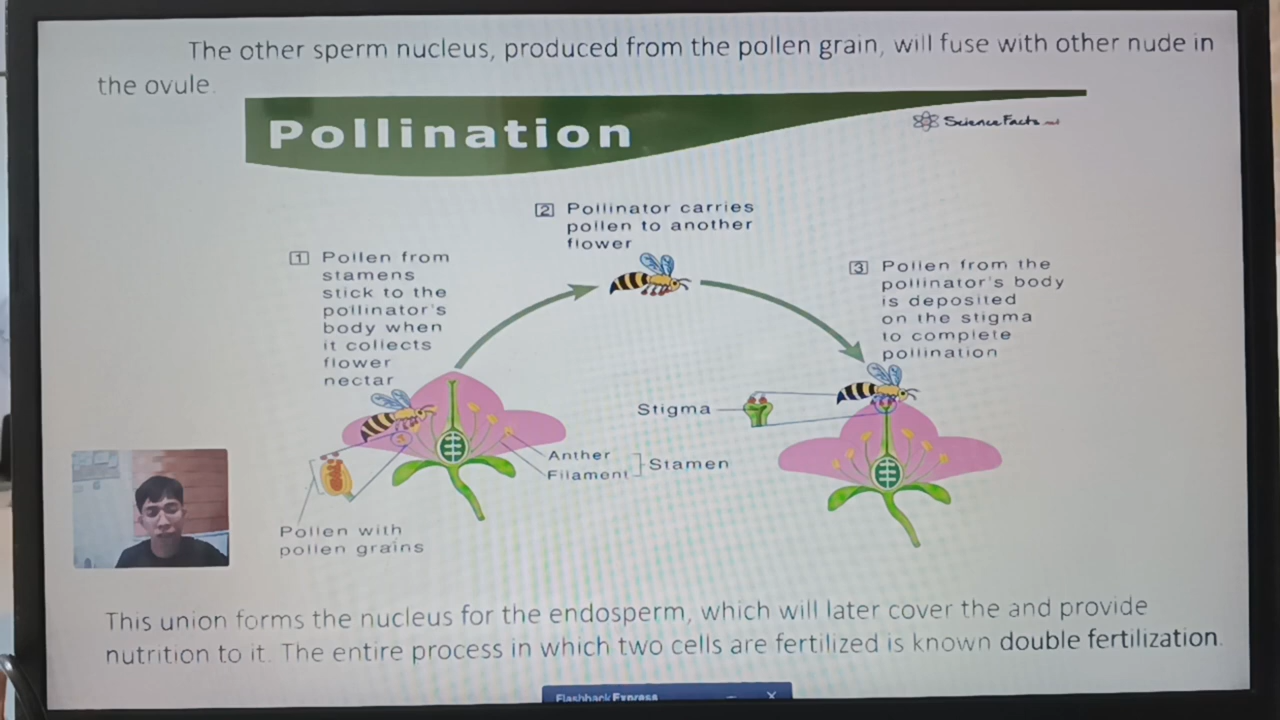 The other sperm nucleus, produced from the pollen grain, will fuse with other nude in
the ovule.
Pollination
ScienceFacts.net
2 Pollinator carries
pollen to another
flower
1 Pollen from
stamens
stick to the
pollinator's
body when
it collects
flower
nectar
3 Pollen from the
pollinator's body
is deposited
on the stigma
to complete
pollination
Stigma
Anther
Filament
Stamen
Pollen with
pollen grains
This union forms the nucleus for the endosperm, which will later cover the and provide
nutrition to it. The entire process in which two cells are fertilized is known double fertilization.
Flashback Express